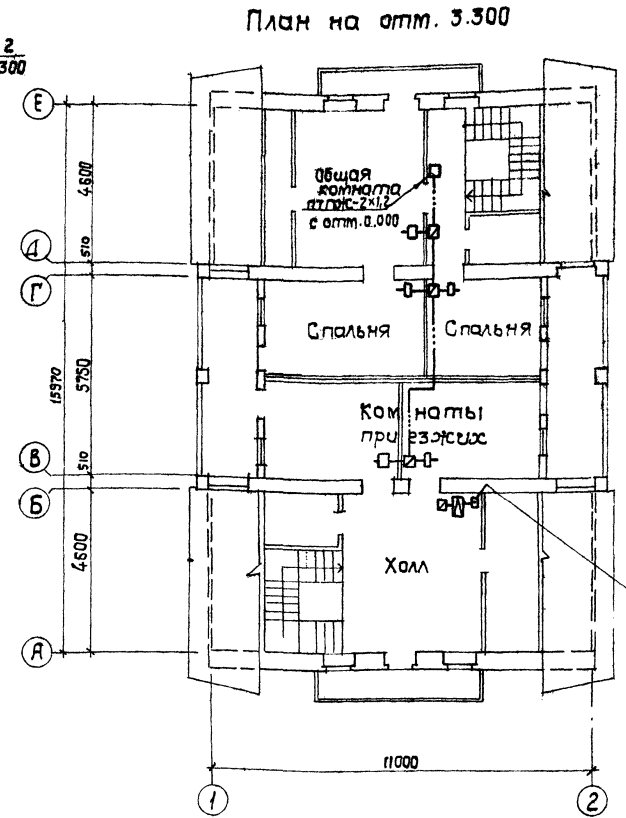 План на отм. 3.300
2
300
Е
4600
Общая
комната
с отм. 0.000
510
Д
Г
Спальня
Спальня
15970
5750
Комнаты
приезжих
В
510
Б
4600
Холл
А
11000
1
2